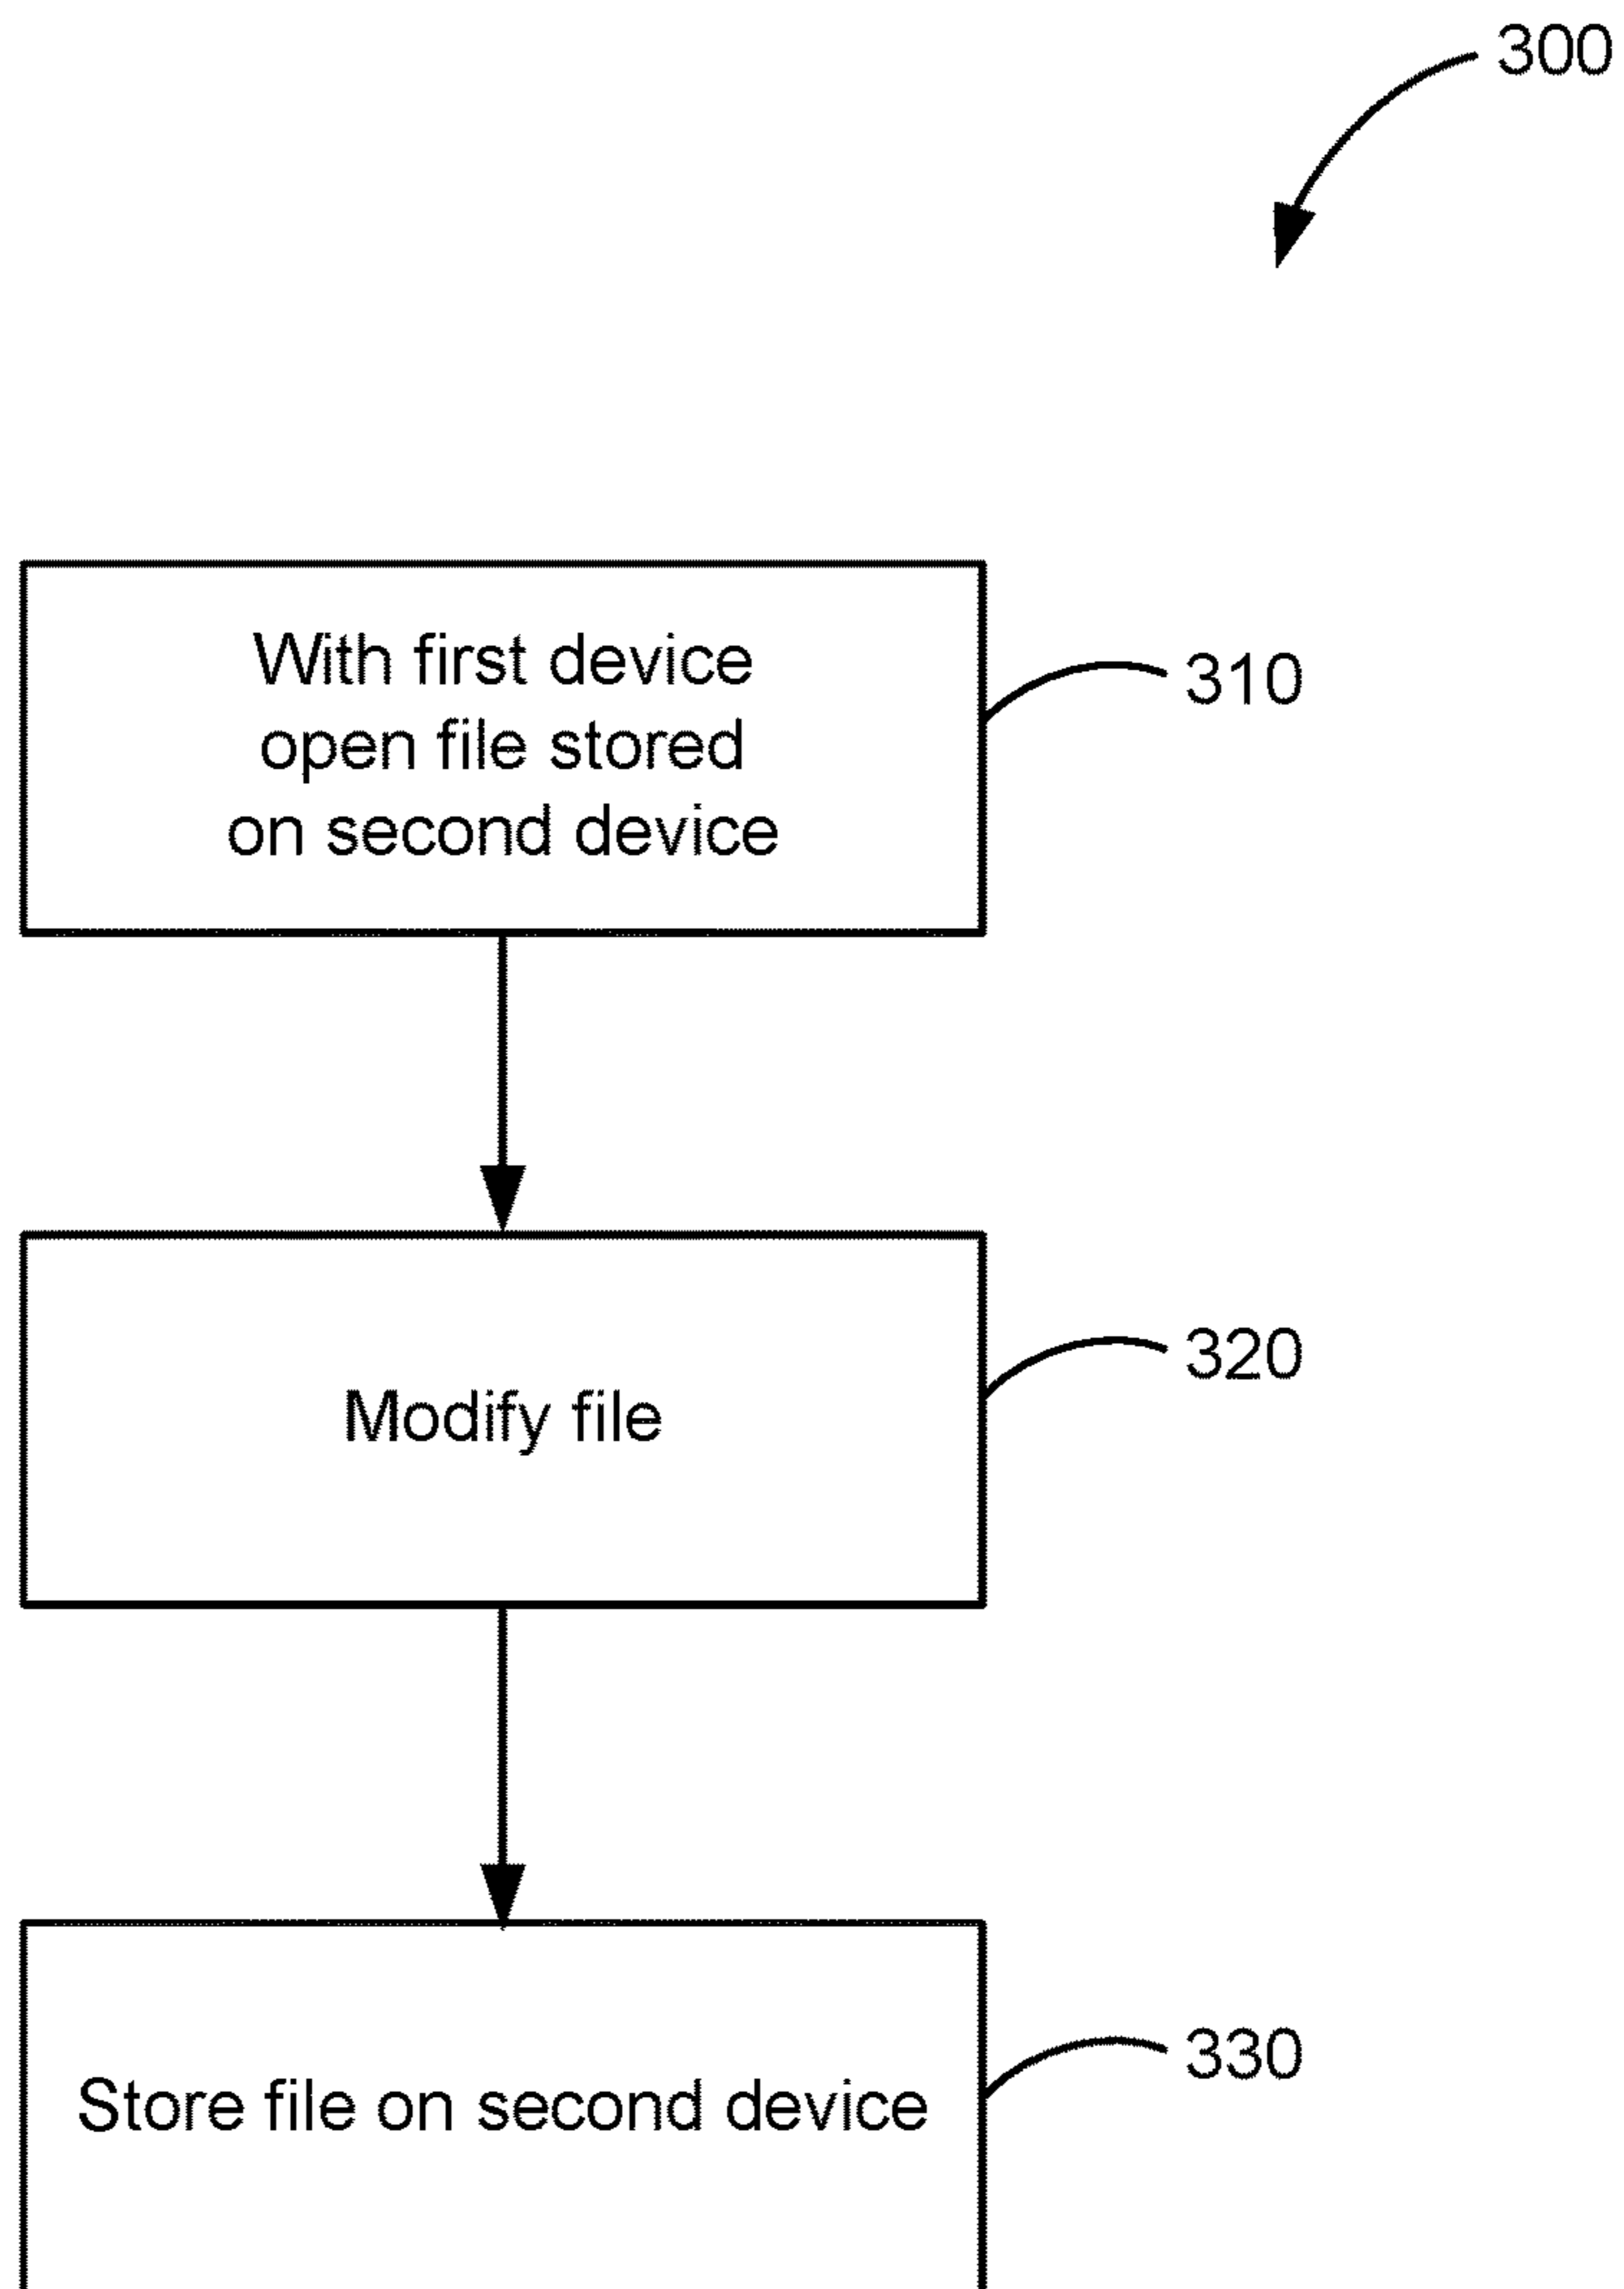 300
With first device
open file stored
on second device
310
Modify file
320
Store file on second device
330